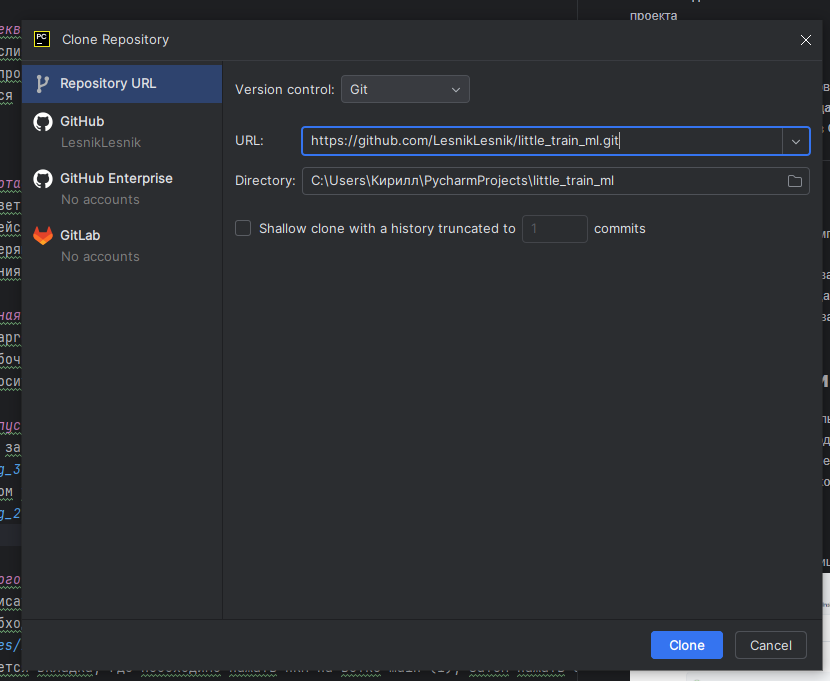 проекта
PC Clone Repository
Repository URL
GitHub
LesnikLesnik
GitHub Enterprise
No accounts
GitLab
No accounts
Version control: Git
URL: https://github.com/LesnikLesnik/little_train_ml.git
Directory: C:\Users\Кирилл\PycharmProjects\little_train_ml
Shallow clone with a history truncated to 1 commits
Clone Cancel